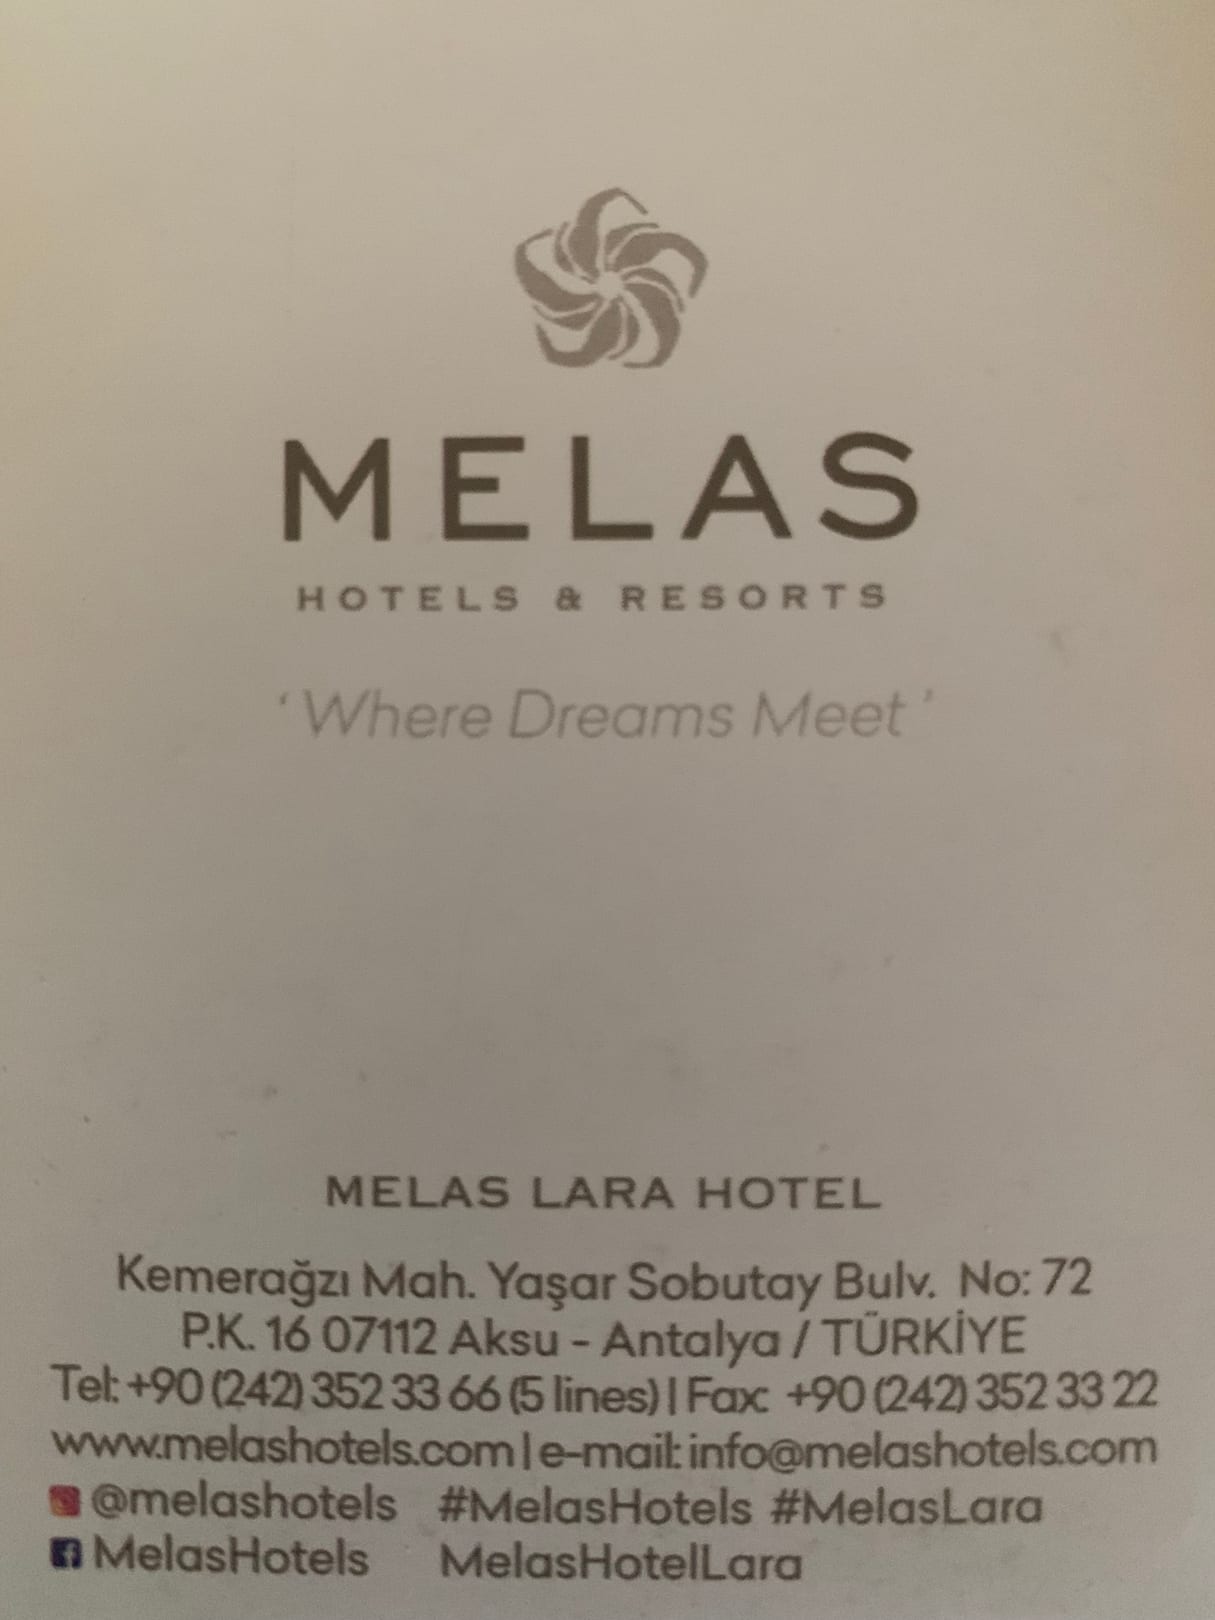 MELAS
HOTELS & RESORTS
‘Where Dreams Meet’
MELAS LARA HOTEL
Kemerağzı Mah. Yaşar Sobutay Bulv. No: 72
P.K. 16 07112 Aksu - Antalya / TÜRKİYE
Tel: +90 (242) 352 33 66 (5 lines) | Fax: +90 (242) 352 33 22
www.melashotels.com | e-mail: info@melashotels.com
@melashotels #MelasHotels #MelasLara
MelasHotels MelasHotelLara